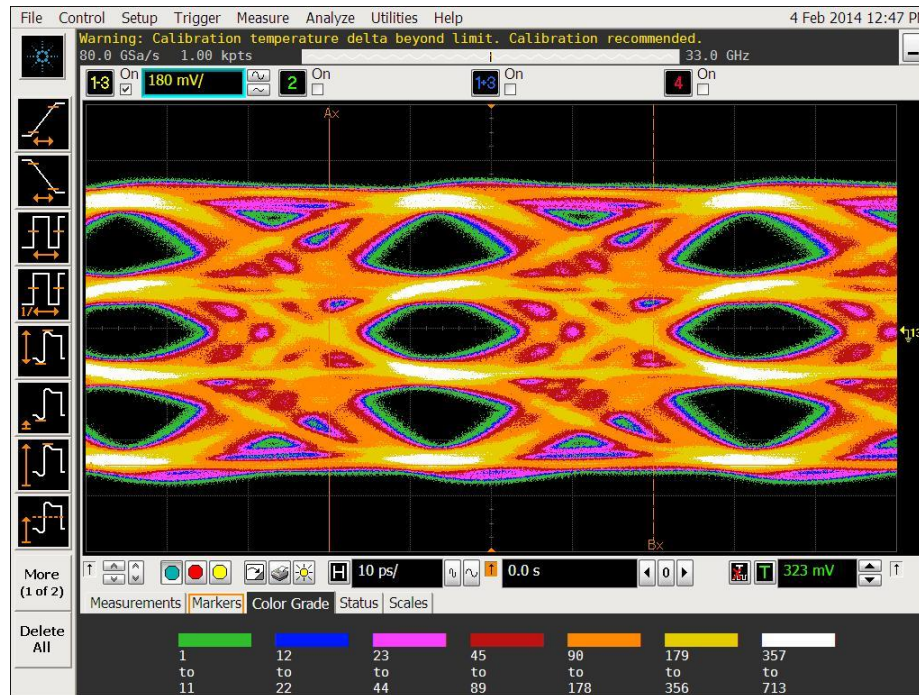 File Control Setup Trigger Measure Analyze Utilities Help 4 Feb 2014 12:47 P
Warning: Calibration temperature delta beyond limit. Calibration recommended.
80.0 GSa/s 1.00 kpts 33.0 GHz
1-3 On 180 mV/ 2 On 1+3 On 4 On
Ax
13
Bx
More
(1 of 2)
Delete
All
H 10 ps/ 0.0 s 0 T 323 mV
Measurements Markers Color Grade Status Scales
1 12 23 45 90 179 357
to to to to to to to
11 22 44 89 178 356 713